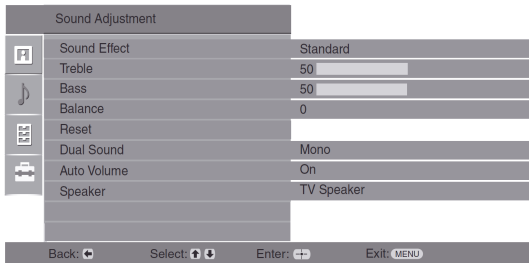 Sound Adjustment
Sound Effect Standard
Treble 50
Bass 50
Balance 0
Reset
Dual Sound Mono
Auto Volume On
Speaker TV Speaker
Back: Select: Enter: Exit: MENU